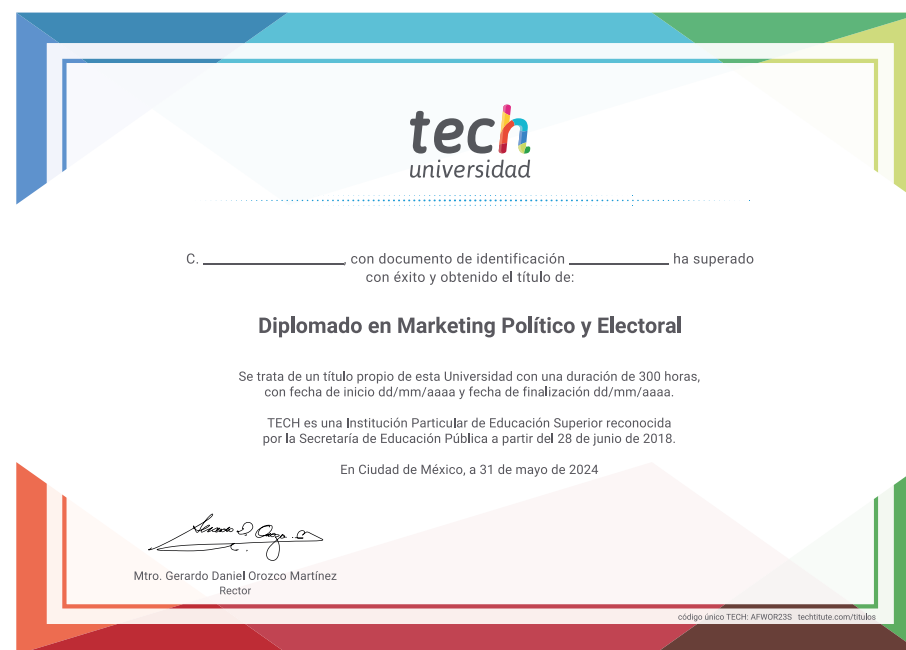 tech
universidad
C. ____________, con documento de identificación ____________ ha superado
con éxito y obtenido el título de:
Diplomado en Marketing Político y Electoral
Se trata de un título propio de esta Universidad con una duración de 300 horas,
con fecha de inicio dd/mm/aaaa y fecha de finalización dd/mm/aaaa.
TECH es una Institución Particular de Educación Superior reconocida
por la Secretaría de Educación Pública a partir del 28 de junio de 2018.
En Ciudad de México, a 31 de mayo de 2024
Mtro. Gerardo Daniel Orozco Martínez
Rector
código único TECH: AFWOR23S techtitute.com/titulos